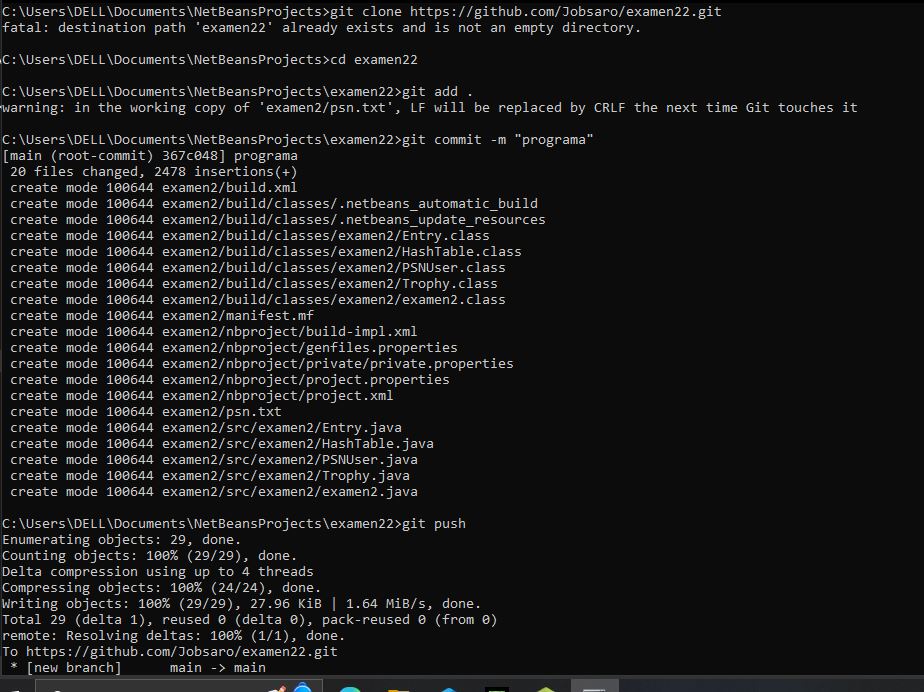 C:\Users\DELL\Documents\NetBeansProjects>git clone https://github.com/Jobsaro/examen22.git
fatal: destination path 'examen22' already exists and is not an empty directory.
C:\Users\DELL\Documents\NetBeansProjects>cd examen22
C:\Users\DELL\Documents\NetBeansProjects\examen22>git add .
warning: in the working copy of 'examen2/psn.txt', LF will be replaced by CRLF the next time Git touches it
C:\Users\DELL\Documents\NetBeansProjects\examen22>git commit -m "programa"
[main (root-commit) 367c048] programa
 20 files changed, 2478 insertions(+)
 create mode 100644 examen2/build.xml
 create mode 100644 examen2/build/classes/.netbeans_automatic_build
 create mode 100644 examen2/build/classes/.netbeans_update_resources
 create mode 100644 examen2/build/classes/examen2/Entry.class
 create mode 100644 examen2/build/classes/examen2/HashTable.class
 create mode 100644 examen2/build/classes/examen2/PSNUser.class
 create mode 100644 examen2/build/classes/examen2/Trophy.class
 create mode 100644 examen2/build/classes/examen2/examen2.class
 create mode 100644 examen2/manifest.mf
 create mode 100644 examen2/nbproject/build-impl.xml
 create mode 100644 examen2/nbproject/genfiles.properties
 create mode 100644 examen2/nbproject/private/private.properties
 create mode 100644 examen2/nbproject/project.properties
 create mode 100644 examen2/nbproject/project.xml
 create mode 100644 examen2/psn.txt
 create mode 100644 examen2/src/examen2/Entry.java
 create mode 100644 examen2/src/examen2/HashTable.java
 create mode 100644 examen2/src/examen2/PSNUser.java
 create mode 100644 examen2/src/examen2/Trophy.java
 create mode 100644 examen2/src/examen2/examen2.java
C:\Users\DELL\Documents\NetBeansProjects\examen22>git push
Enumerating objects: 29, done.
Counting objects: 100% (29/29), done.
Delta compression using up to 4 threads
Compressing objects: 100% (24/24), done.
Writing objects: 100% (29/29), 27.96 KiB | 1.64 MiB/s, done.
Total 29 (delta 1), reused 0 (delta 0), pack-reused 0 (from 0)
remote: Resolving deltas: 100% (1/1), done.
To https://github.com/Jobsaro/examen22.git
 * [new branch]      main -> main